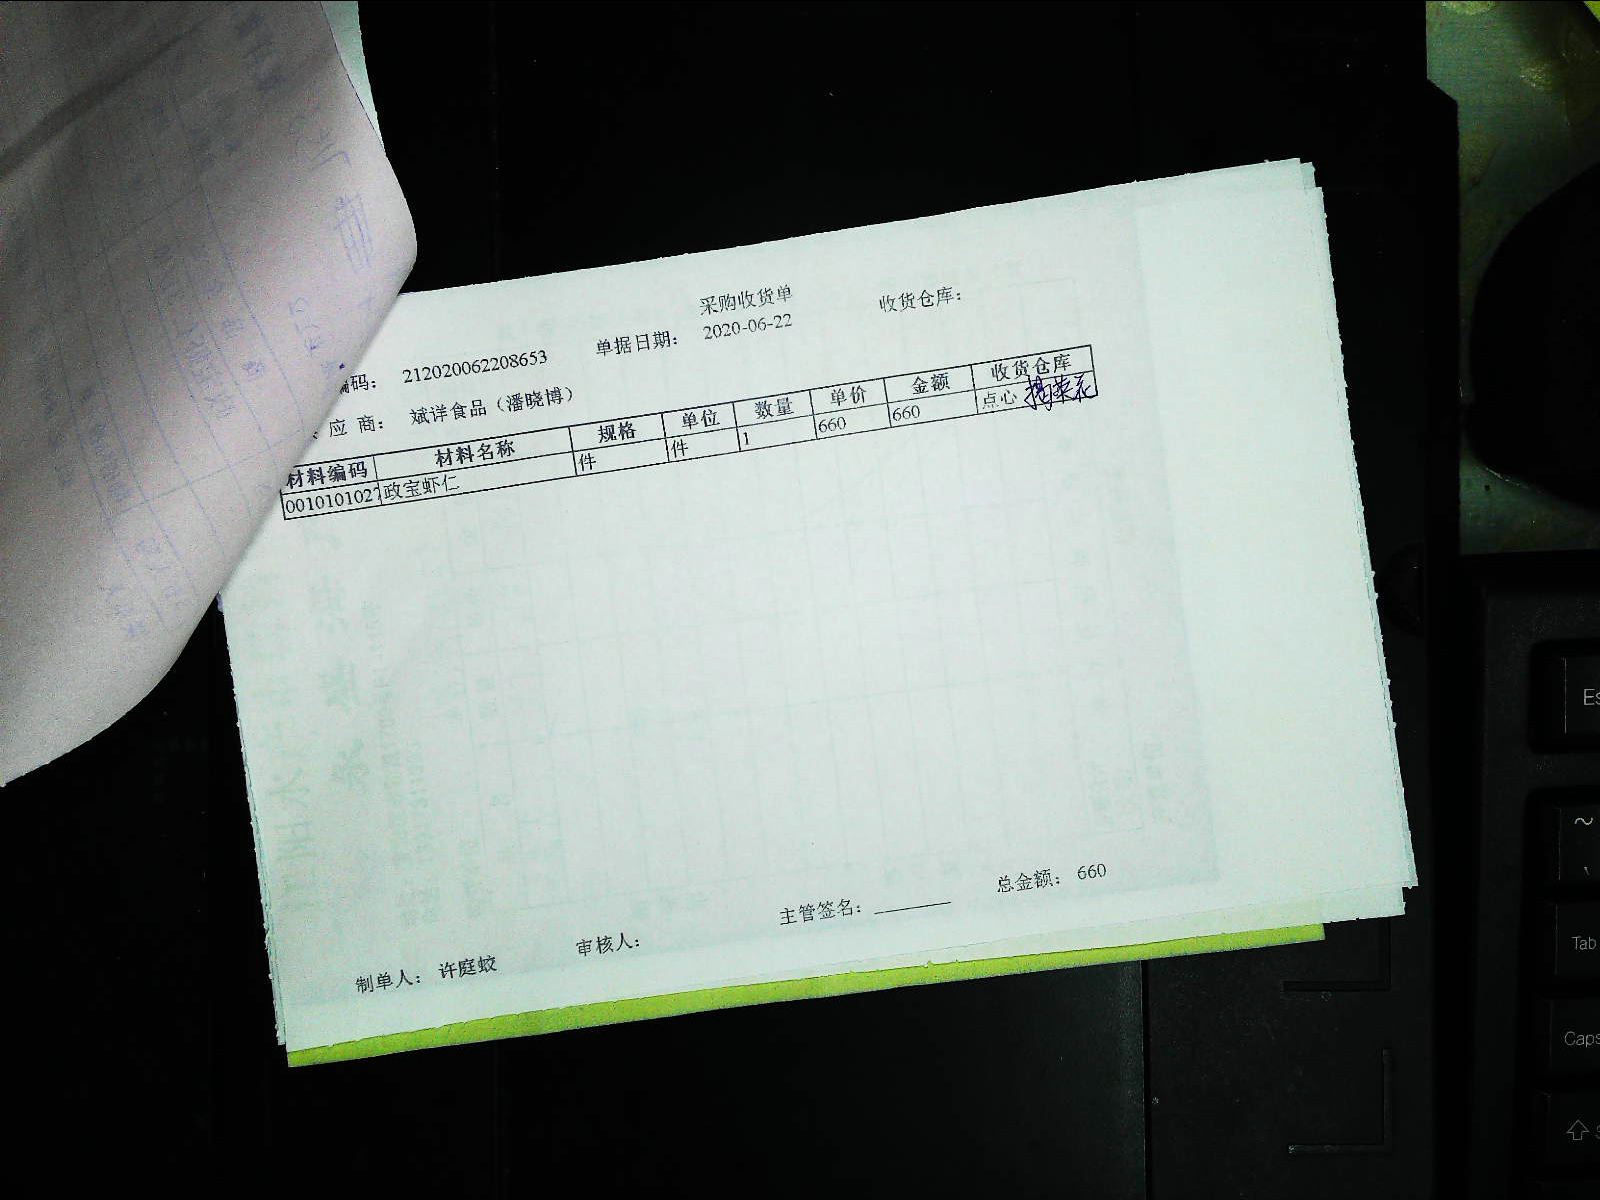 采购收货单
编码： 212020062208653 单据日期： 2020-06-22 收货仓库：
应 商： 斌详食品（潘晓博）
材料编码 材料名称 规格 单位 数量 单价 金额 收货仓库
0010101027 政宝虾仁 件 件 1 660 660 点心
总金额： 660
制单人： 许庭蛟 审核人： 主管签名：
Es
~
Tab
Caps